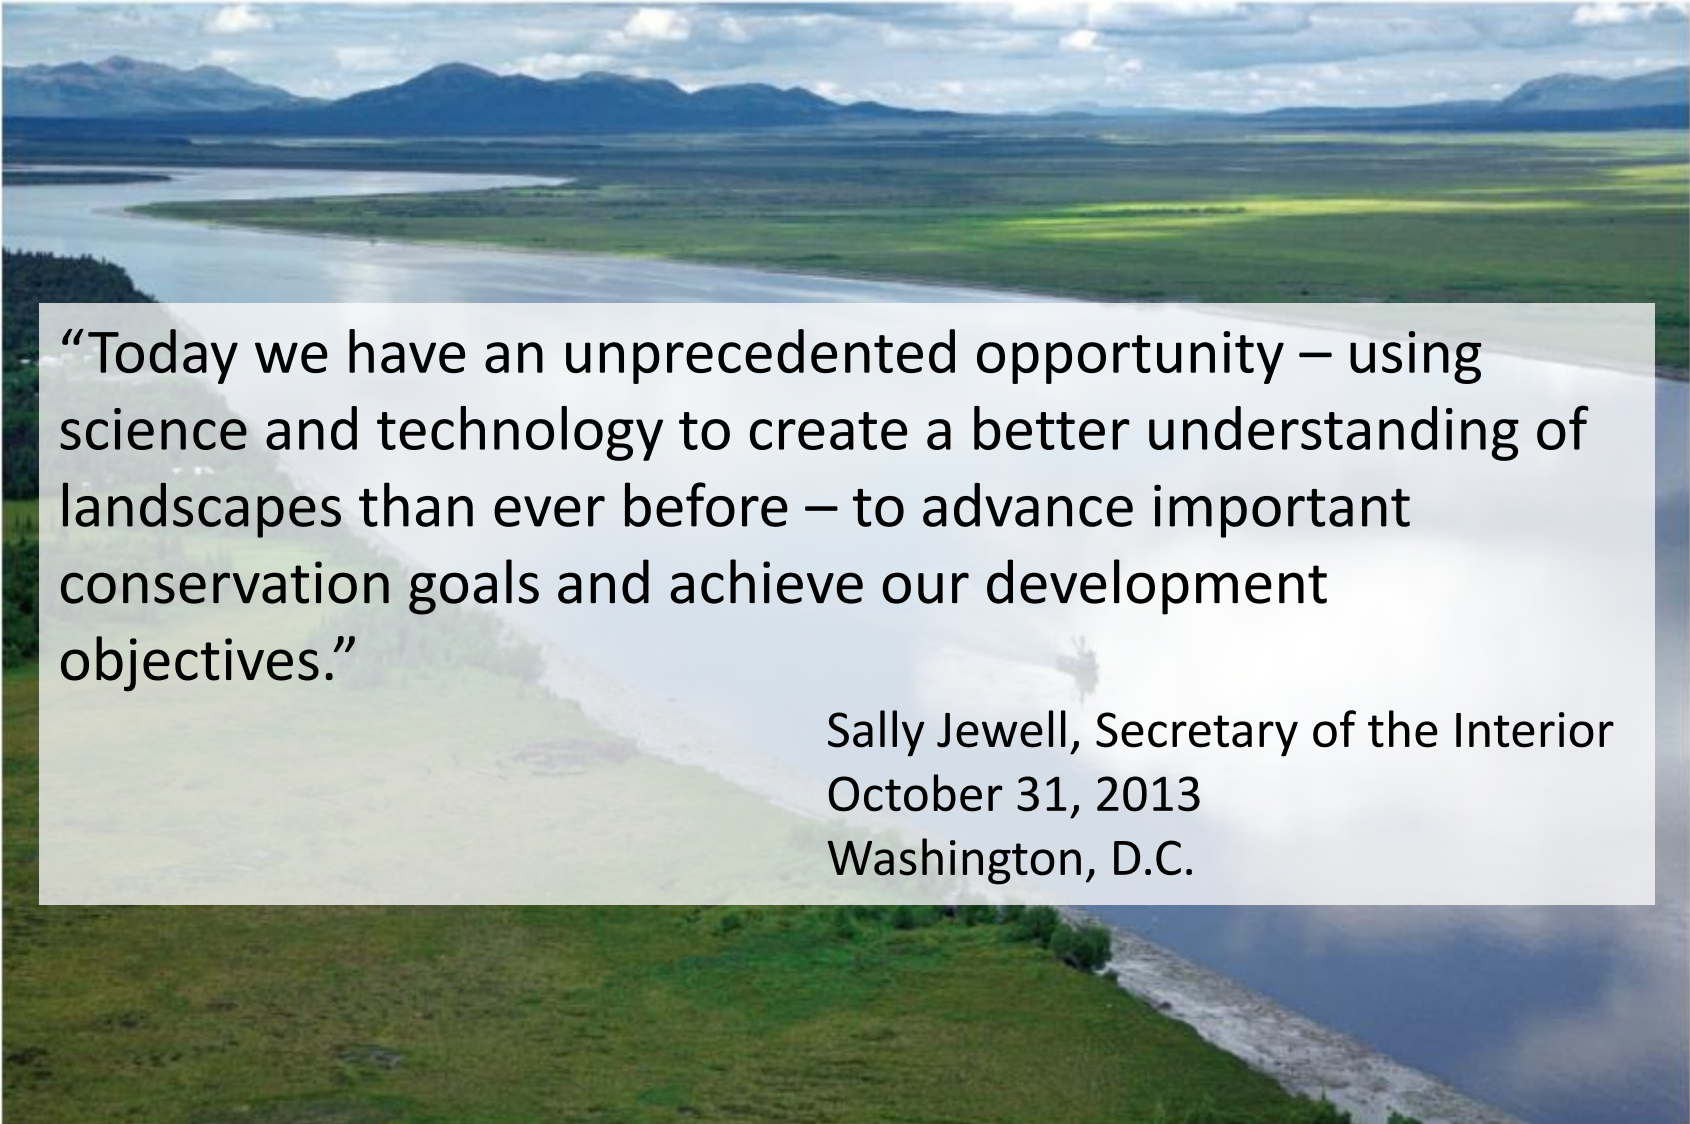 “Today we have an unprecedented opportunity – using
science and technology to create a better understanding of
landscapes than ever before – to advance important
conservation goals and achieve our development
objectives.”
Sally Jewell, Secretary of the Interior
October 31, 2013
Washington, D.C.